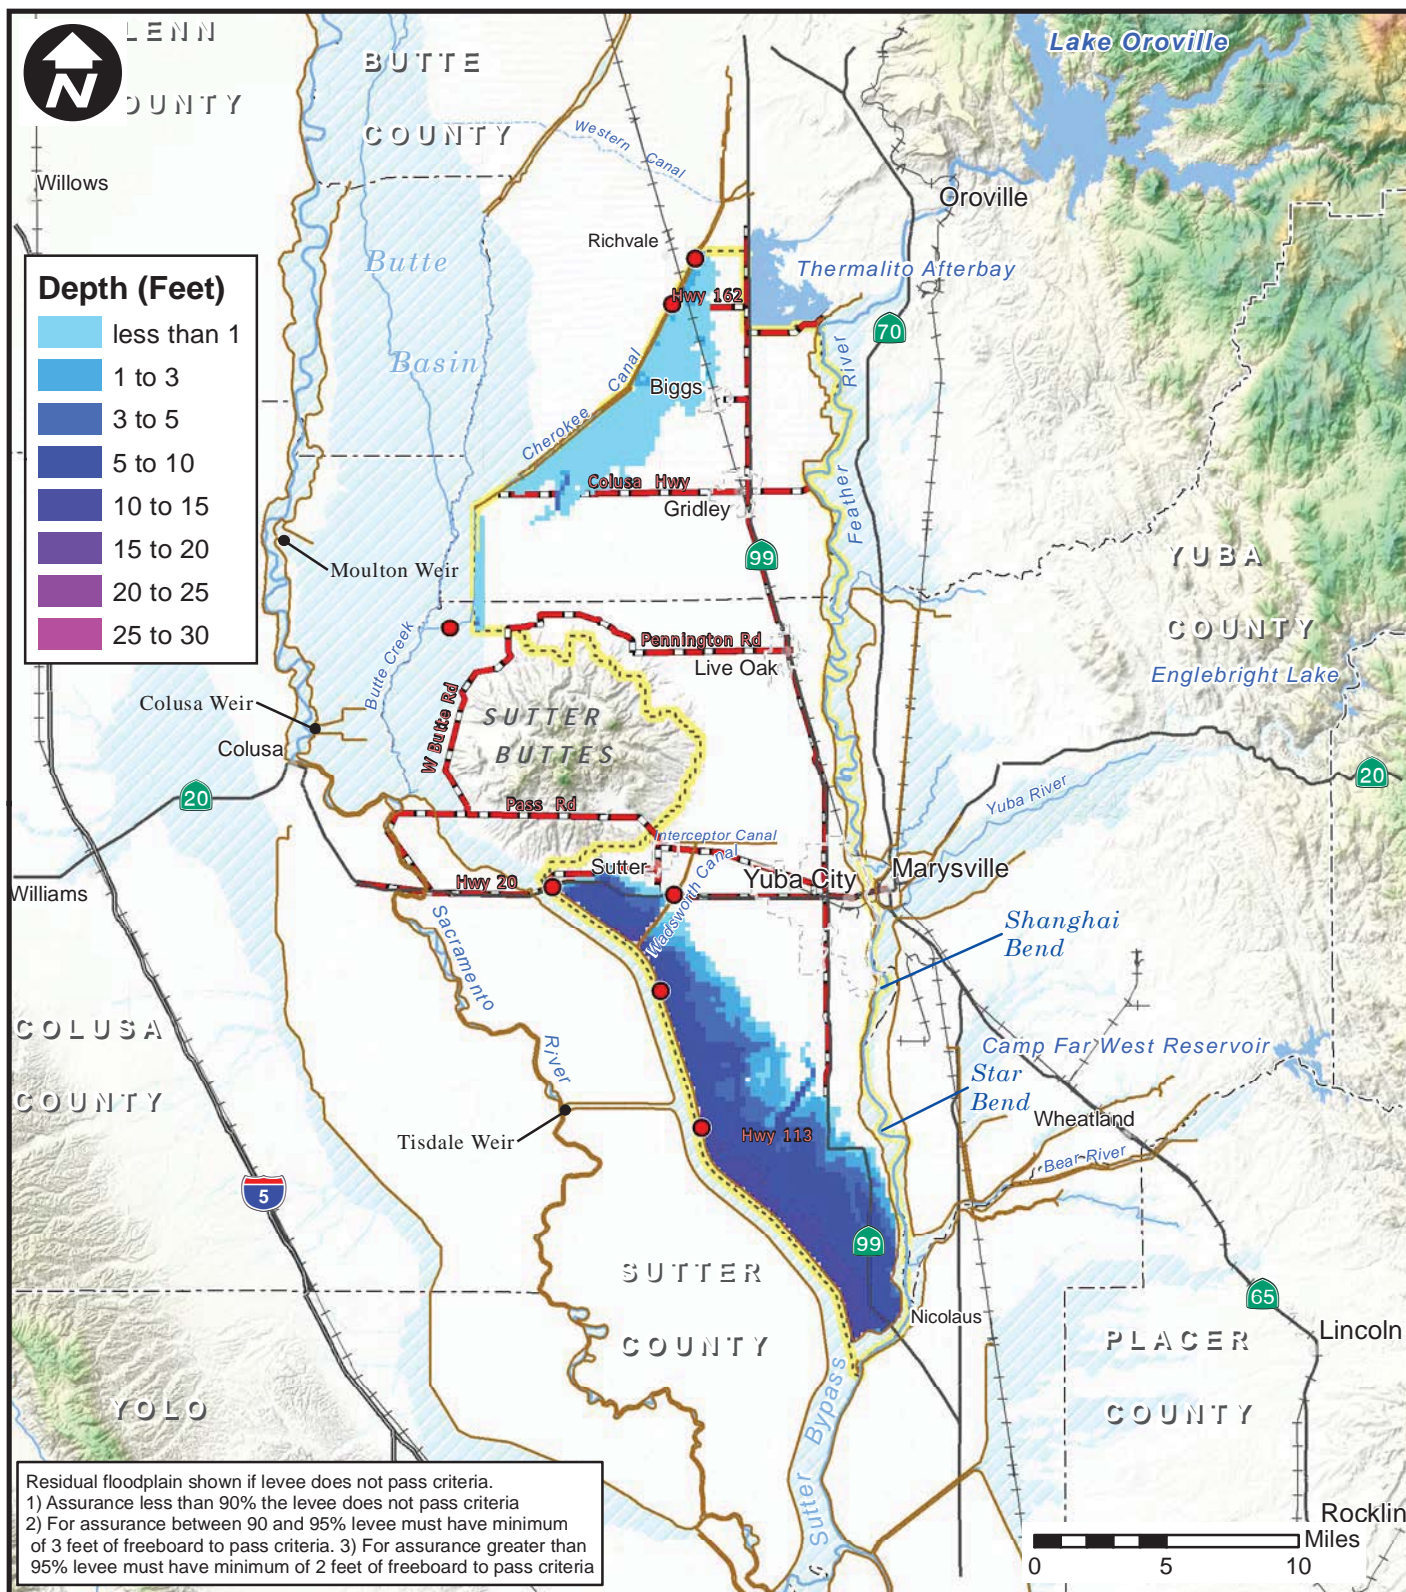 LENN
OUNTY
BUTTE
COUNTY
Lake Oroville
Western Canal
Willows
Oroville
Richvale
Butte
Basin
Thermalito Afterbay
Hwy 162
70
Depth (Feet)
less than 1
1 to 3
3 to 5
5 to 10
10 to 15
15 to 20
20 to 25
25 to 30
Cherokee Canal
Biggs
Feather River
Colusa Hwy
Gridley
99
Moulton Weir
YUBA
COUNTY
Butte Creek
Pennington Rd
Live Oak
Englebright Lake
Colusa Weir
Colusa
W Butte Rd
SUTTER
BUTTES
20
20
Pass Rd
Yuba River
Interceptor Canal
Sutter
Wadsworth Canal
Yuba City
Marysville
Williams
Hwy 20
Sacramento River
Shanghai
Bend
COLUSA
COUNTY
Camp Far West Reservoir
Star
Bend
Wheatland
Tisdale Weir
Hwy 113
Bear River
5
99
SUTTER
COUNTY
Nicolaus
65
Lincoln
PLACER
COUNTY
YOLO
Sutter Bypass
Rocklin
Residual floodplain shown if levee does not pass criteria.
1) Assurance less than 90% the levee does not pass criteria
2) For assurance between 90 and 95% levee must have minimum
of 3 feet of freeboard to pass criteria. 3) For assurance greater than
95% levee must have minimum of 2 feet of freeboard to pass criteria
Miles
0 5 10
N